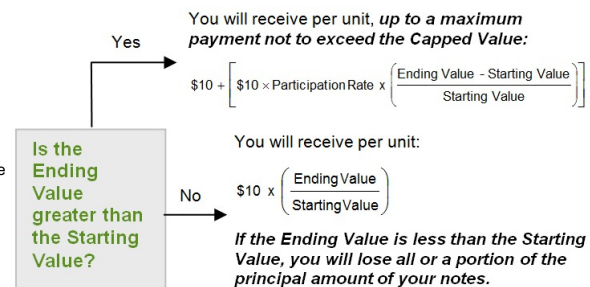 You will receive per unit, up to a maximum
payment not to exceed the Capped Value:
Yes
$10 + [ $10 × Participation Rate x ( Ending Value - Starting Value
Starting Value ) ]
Is the
Ending
Value
greater than
the Starting
Value?
e
No
You will receive per unit:
$10 x ( Ending Value
Starting Value )
If the Ending Value is less than the Starting
Value, you will lose all or a portion of the
principal amount of your notes.